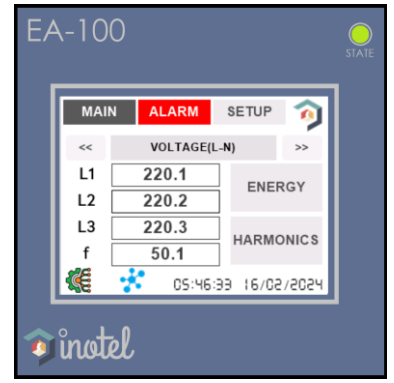 EA-100
STATE
MAIN ALARM SETUP
<< VOLTAGE(L-N) >>
L1 220.1
ENERGY
L2 220.2
L3 220.3
HARMONICS
f 50.1
05:46:33 16/02/2024
inotel